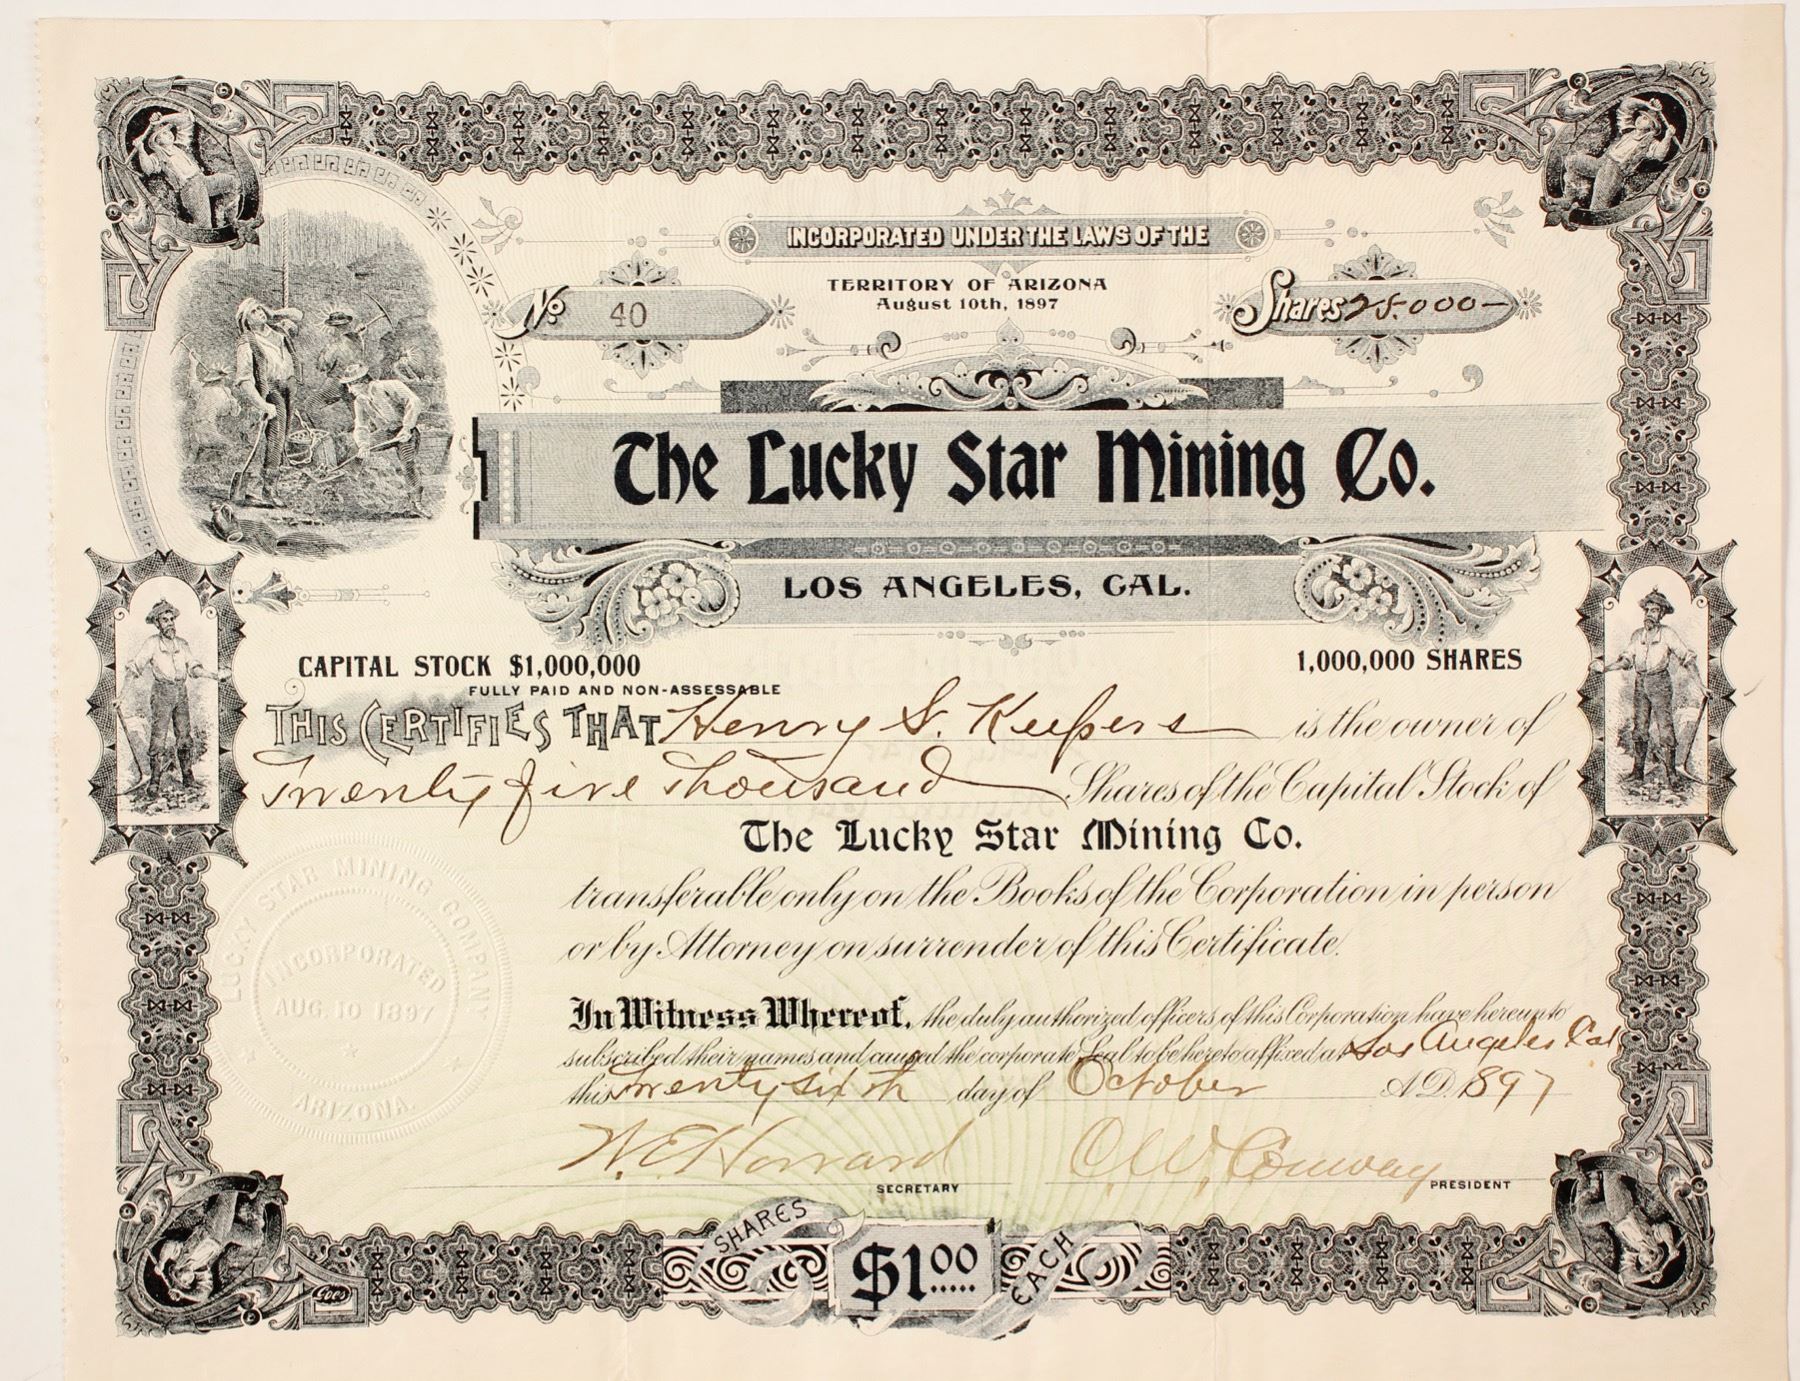 INCORPORATED UNDER THE LAWS OF THE
TERRITORY OF ARIZONA
August 10th, 1897
No. 40
Shares 25.000-
The Lucky Star Mining Co.
LOS ANGELES, CAL.
CAPITAL STOCK $1,000,000
1,000,000 SHARES
FULLY PAID AND NON-ASSESSABLE
THIS CERTIFIES THAT Henry S. Keepers is the owner of
Twenty five Thousand Shares of the Capital Stock of
The Lucky Star Mining Co.
transferable only on the Books of the Corporation in person
or by Attorney on surrender of this Certificate.
In Witness Whereof, the duly authorized officers of this Corporation have hereunto
subscribed their names and caused the corporate Seal to be hereto affixed at Los Angeles Cal
this Twenty sixth day of October A.D. 1897
LUCKY STAR MINING COMPANY
INCORPORATED
AUG. 10 1897
ARIZONA.
W. E. Howard
SECRETARY
C. W. Conway
PRESIDENT
SHARES
$1.00
EACH
Goes